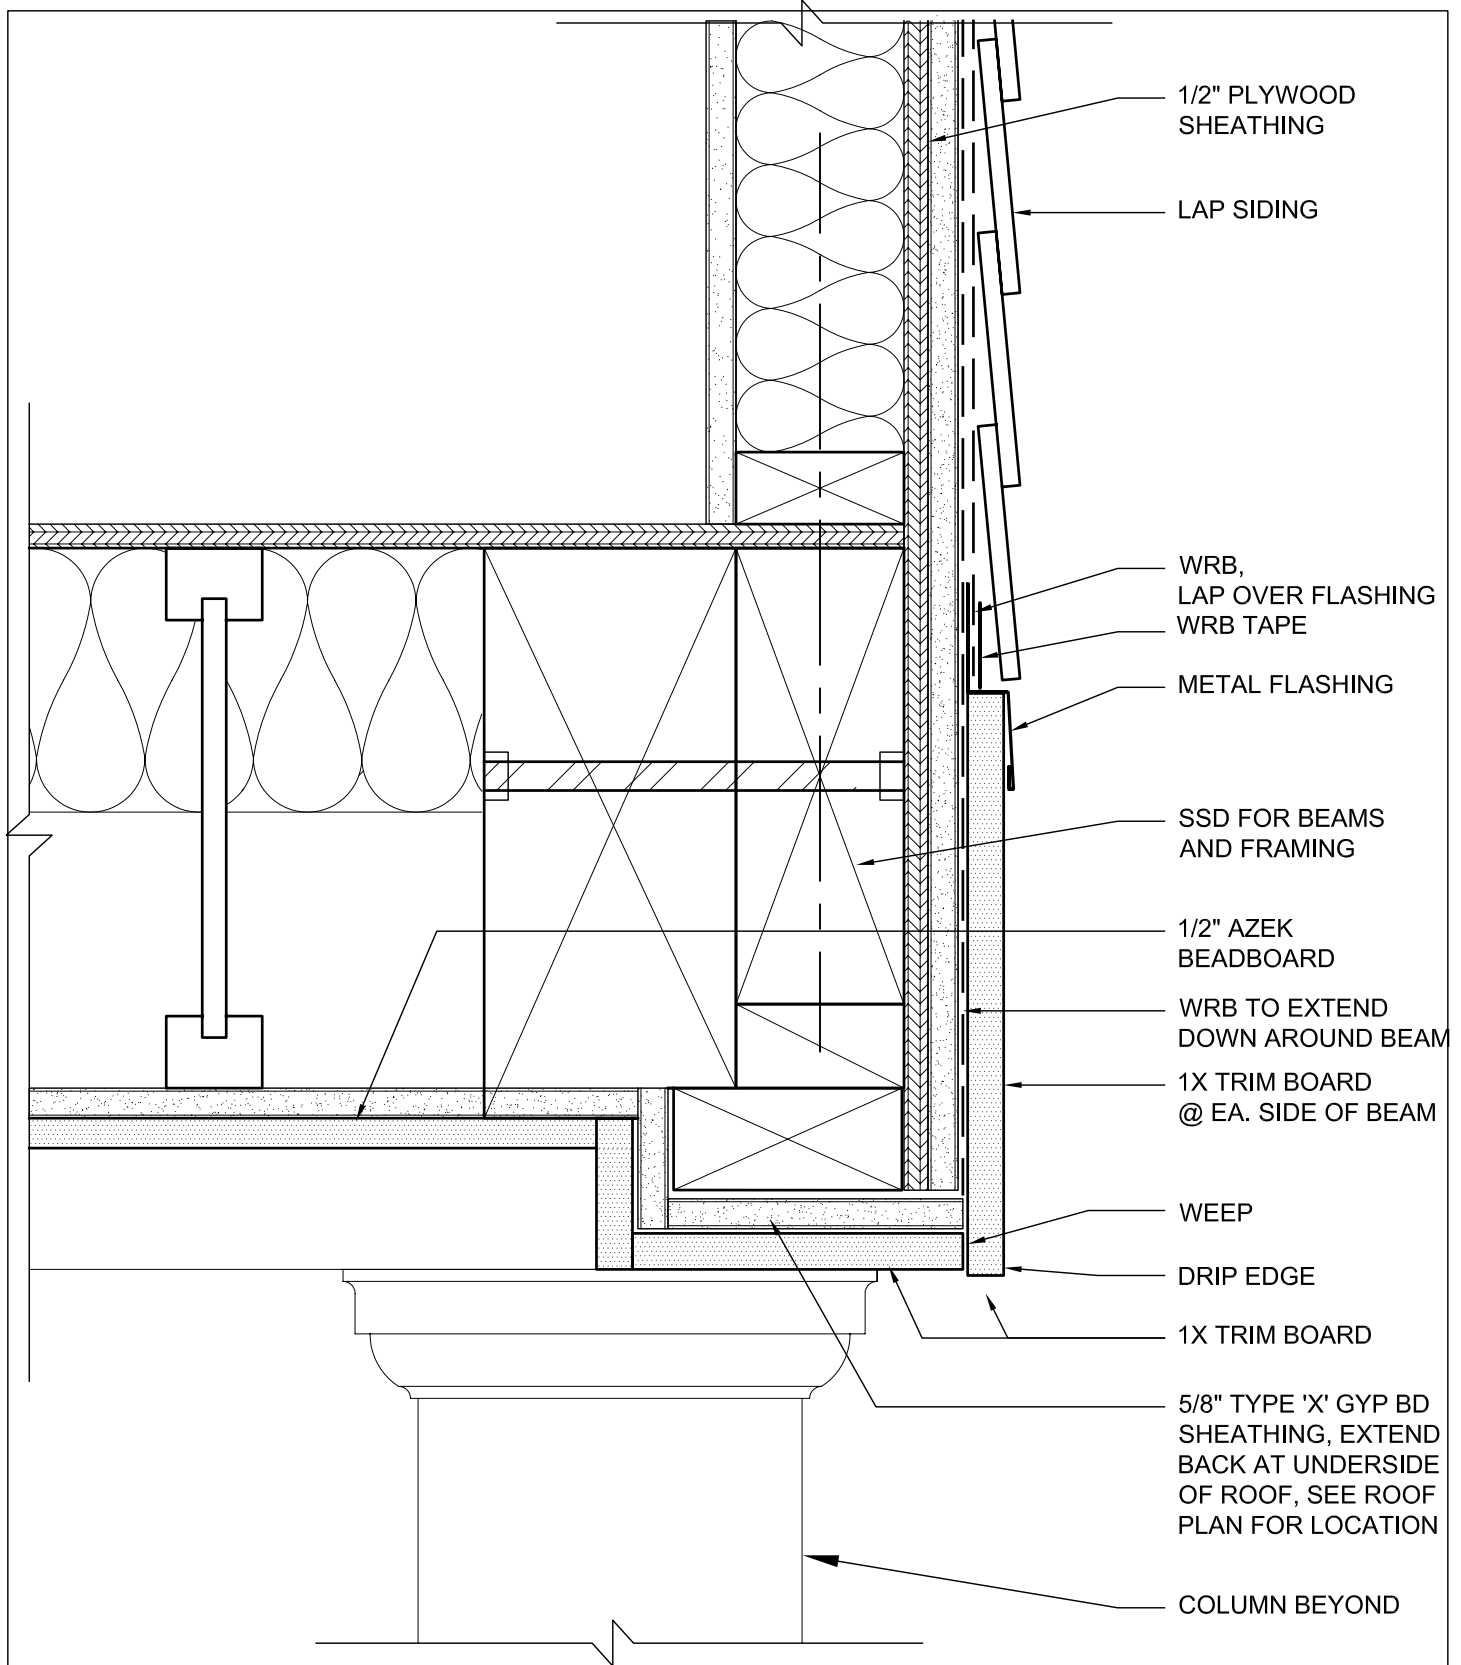 1/2" PLYWOOD
SHEATHING
LAP SIDING
WRB,
LAP OVER FLASHING
WRB TAPE
METAL FLASHING
SSD FOR BEAMS
AND FRAMING
1/2" AZEK
BEADBOARD
WRB TO EXTEND
DOWN AROUND BEAM
1X TRIM BOARD
@ EA. SIDE OF BEAM
WEEP
DRIP EDGE
1X TRIM BOARD
5/8" TYPE 'X' GYP BD
SHEATHING, EXTEND
BACK AT UNDERSIDE
OF ROOF, SEE ROOF
PLAN FOR LOCATION
COLUMN BEYOND